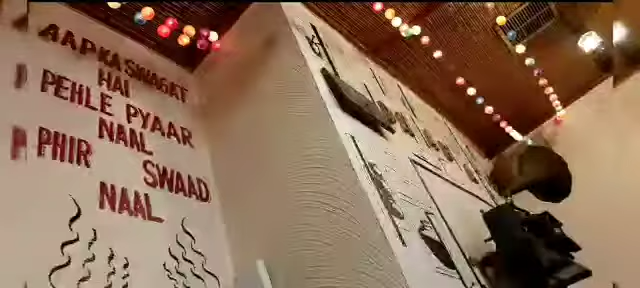 AAPKA SWAGAT
HAI
PEHLE PYAAR
NAAL
PHIR SWAAD
NAAL